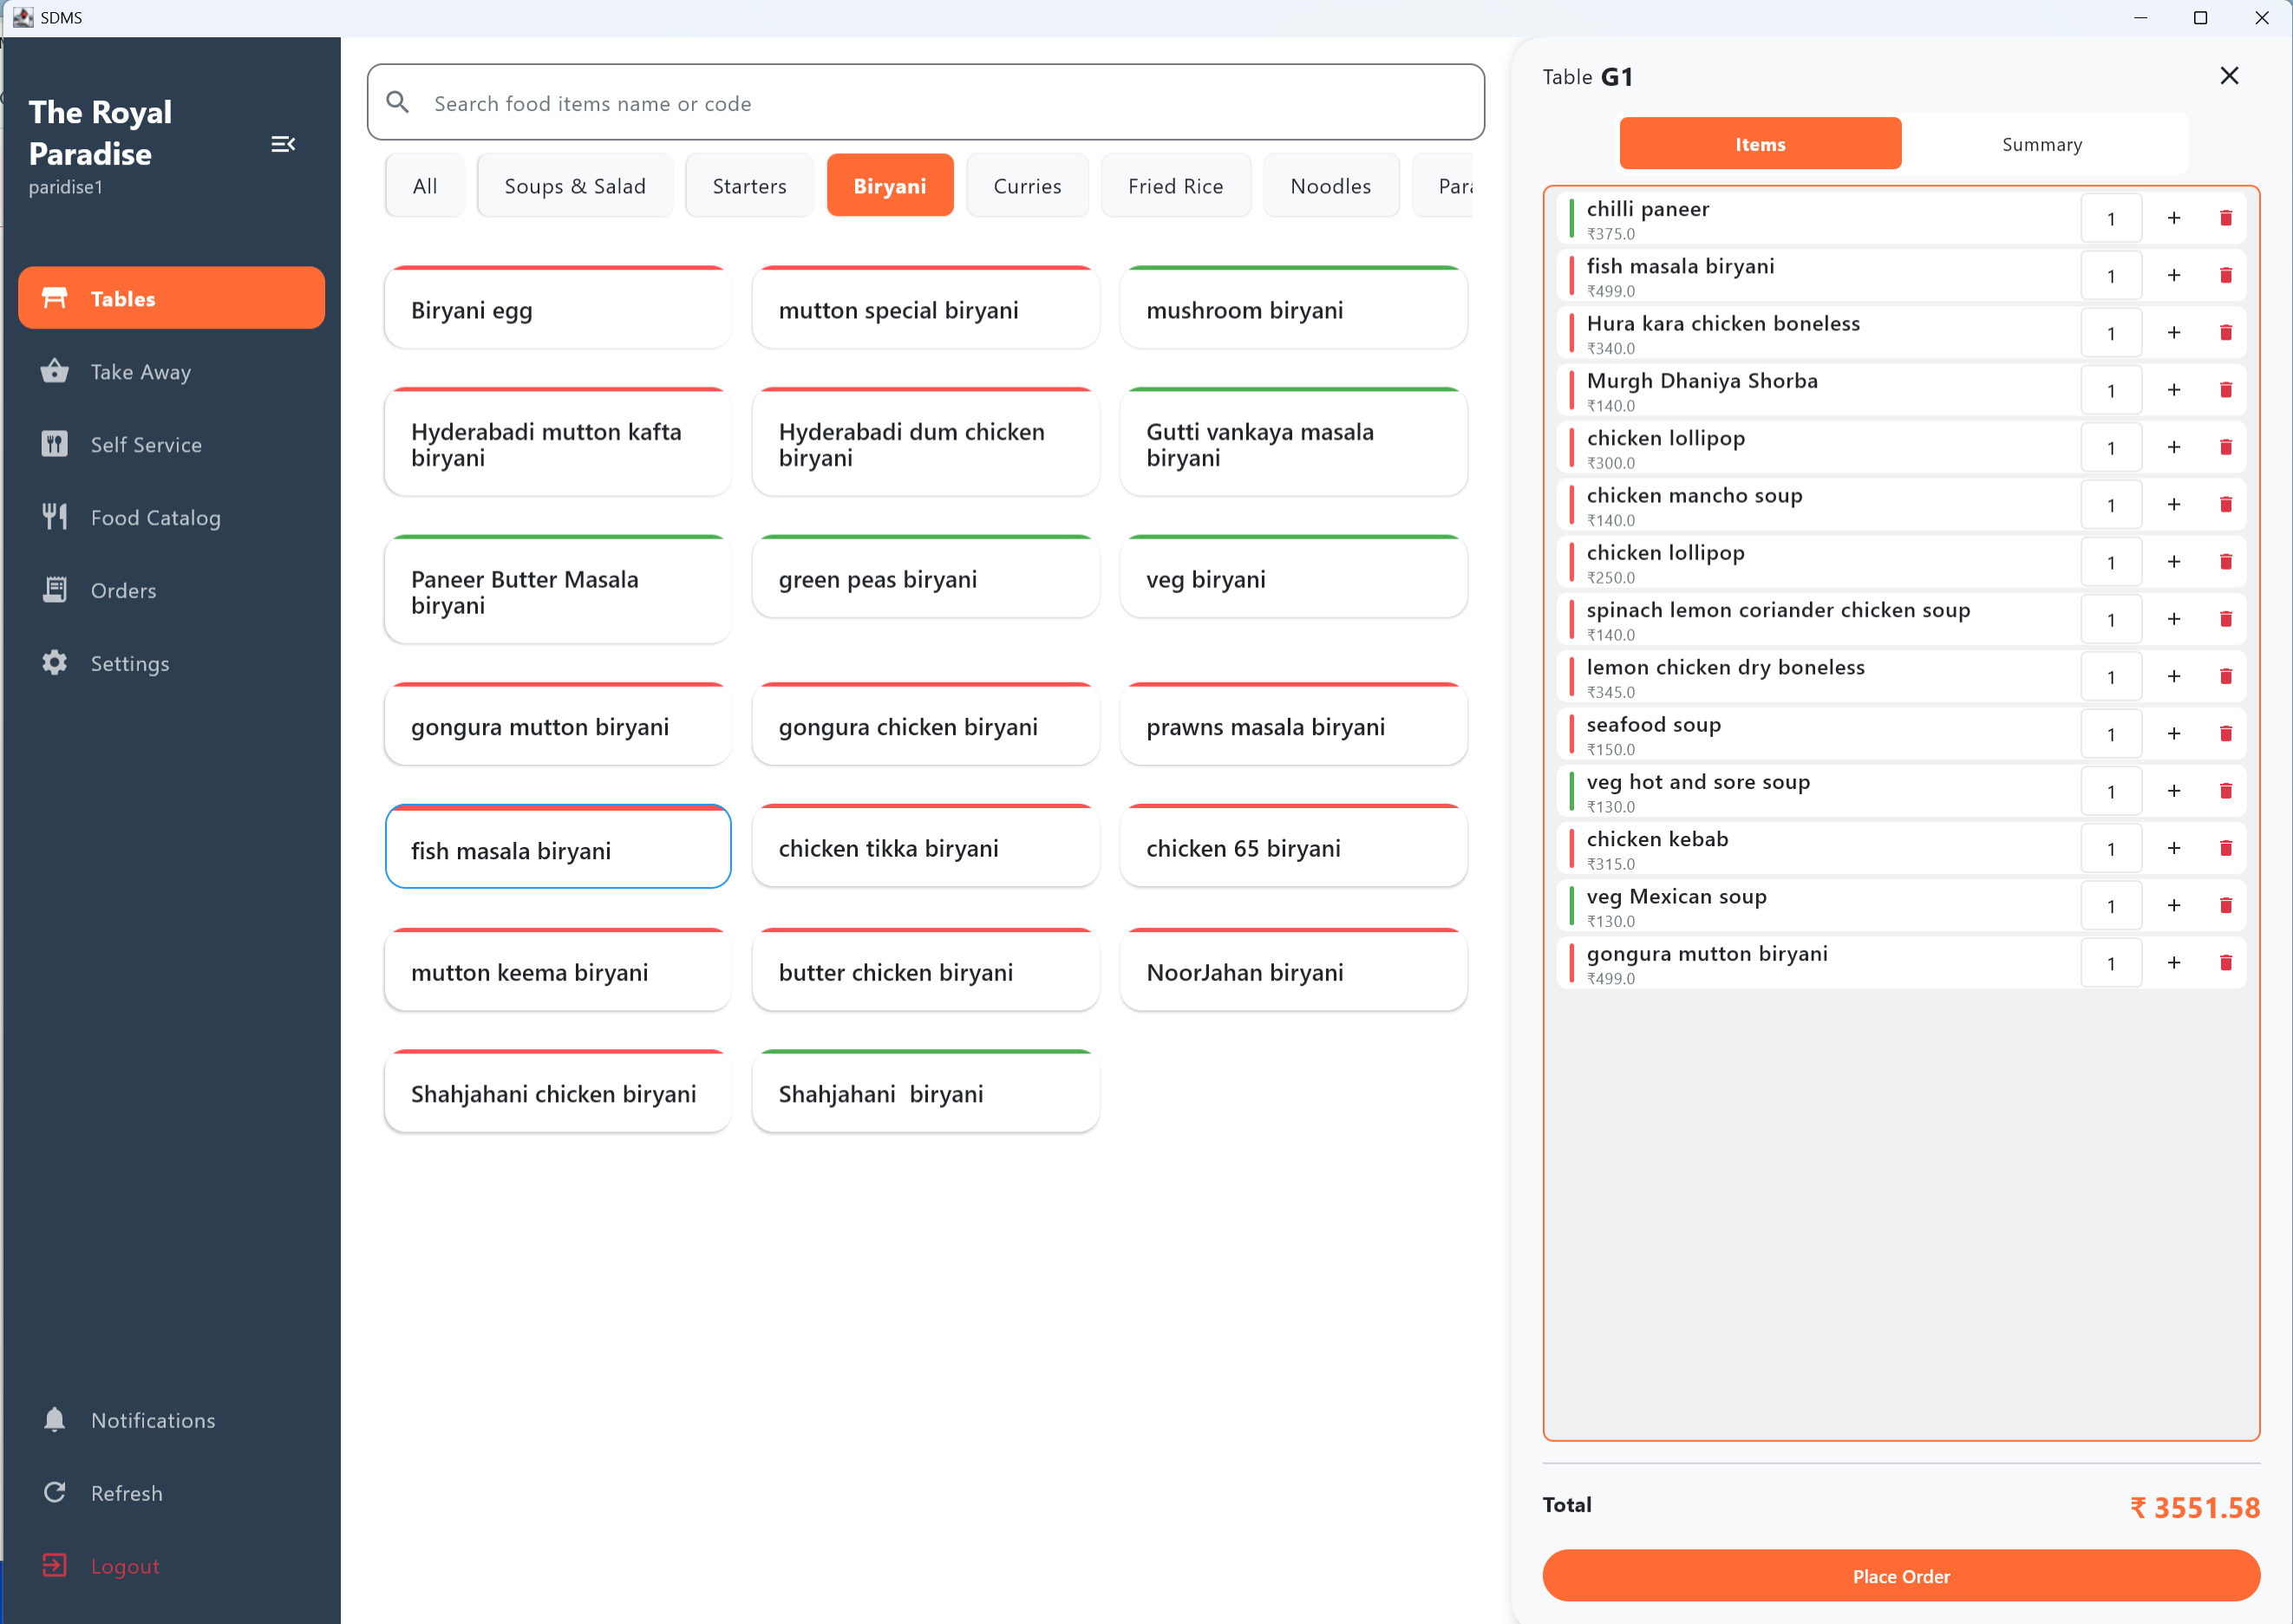 SDMS
The Royal
Paradise
paridise1
Tables
Take Away
Self Service
Food Catalog
Orders
Settings
Notifications
Refresh
Logout
Search food items name or code
All
Soups & Salad
Starters
Biryani
Curries
Fried Rice
Noodles
Para
Biryani egg
mutton special biryani
mushroom biryani
Hyderabadi mutton kafta
biryani
Hyderabadi dum chicken
biryani
Gutti vankaya masala
biryani
Paneer Butter Masala
biryani
green peas biryani
veg biryani
gongura mutton biryani
gongura chicken biryani
prawns masala biryani
fish masala biryani
chicken tikka biryani
chicken 65 biryani
mutton keema biryani
butter chicken biryani
NoorJahan biryani
Shahjahani chicken biryani
Shahjahani  biryani
Table G1
Items
Summary
chilli paneer
₹375.0
1
fish masala biryani
₹499.0
1
Hura kara chicken boneless
₹340.0
1
Murgh Dhaniya Shorba
₹140.0
1
chicken lollipop
₹300.0
1
chicken mancho soup
₹140.0
1
chicken lollipop
₹250.0
1
spinach lemon coriander chicken soup
₹140.0
1
lemon chicken dry boneless
₹345.0
1
seafood soup
₹150.0
1
veg hot and sore soup
₹130.0
1
chicken kebab
₹315.0
1
veg Mexican soup
₹130.0
1
gongura mutton biryani
₹499.0
1
Total
₹ 3551.58
Place Order